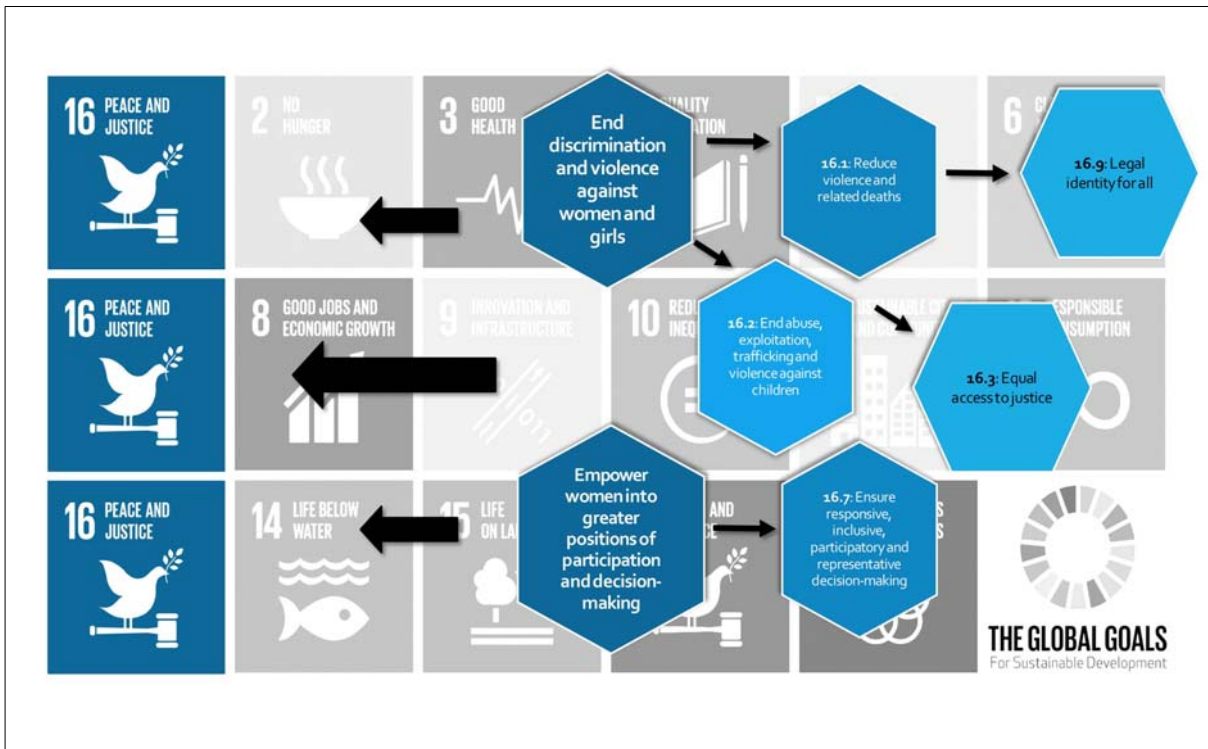 16 PEACE AND
JUSTICE
2 NO
HUNGER
3 GOOD
HEALTH
6
End
discrimination
and violence
against
women and
girls
16.1: Reduce
violence and
related deaths
16.9: Legal
identity for all
16 PEACE AND
JUSTICE
8 GOOD JOBS AND
ECONOMIC GROWTH
9 INNOVATION AND
INFRASTRUCTURE
10
16.2: End abuse,
exploitation,
trafficking and
violence against
children
16.3: Equal
access to justice
16 PEACE AND
JUSTICE
14 LIFE BELOW
WATER
15 LIFE
Empower
women into
greater
positions of
participation
and decision-
making
16.7: Ensure
responsive,
inclusive,
participatory and
representative
decision-making
THE GLOBAL GOALS
For Sustainable Development